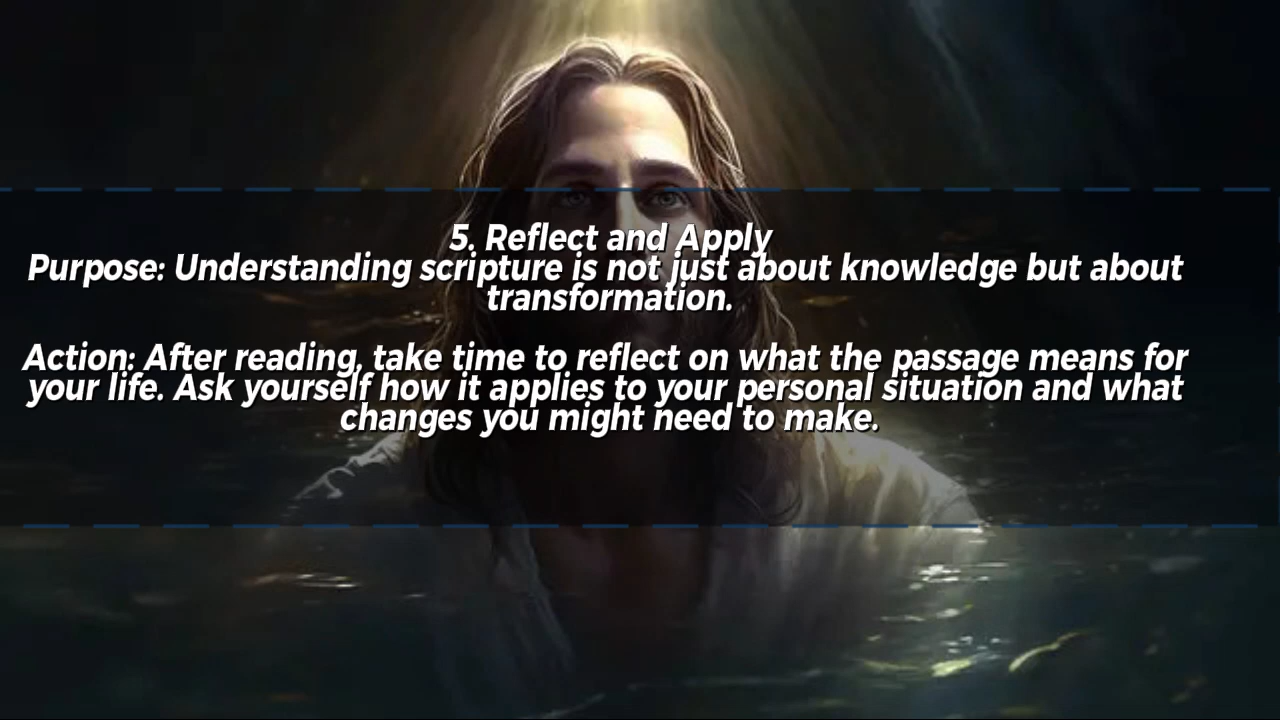 5. Reflect and Apply
Purpose: Understanding scripture is not just about knowledge but about
transformation.
Action: After reading, take time to reflect on what the passage means for
your life. Ask yourself how it applies to your personal situation and what
changes you might need to make.